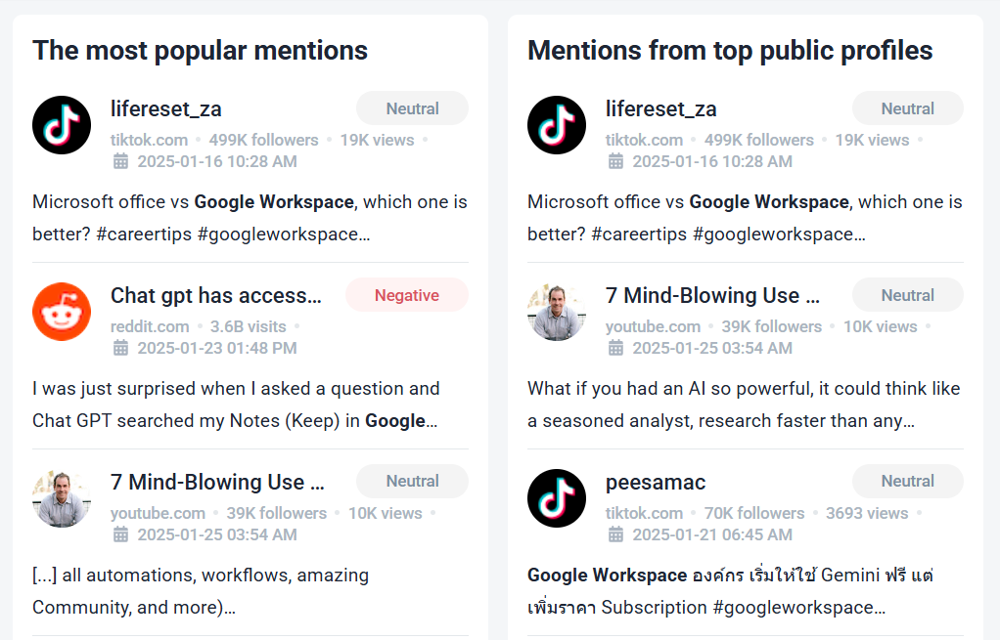 The most popular mentions
lifereset_za
Neutral
tiktok.com • 499K followers • 19K views •
2025-01-16 10:28 AM
Microsoft office vs Google Workspace, which one is
better? #careertips #googleworkspace...
Chat gpt has access...
Negative
reddit.com • 3.6B visits •
2025-01-23 01:48 PM
I was just surprised when I asked a question and
Chat GPT searched my Notes (Keep) in Google...
7 Mind-Blowing Use ...
Neutral
youtube.com • 39K followers • 10K views •
2025-01-25 03:54 AM
[...] all automations, workflows, amazing
Community, and more)...
Mentions from top public profiles
lifereset_za
Neutral
tiktok.com • 499K followers • 19K views •
2025-01-16 10:28 AM
Microsoft office vs Google Workspace, which one is
better? #careertips #googleworkspace...
7 Mind-Blowing Use ...
Neutral
youtube.com • 39K followers • 10K views •
2025-01-25 03:54 AM
What if you had an AI so powerful, it could think like
a seasoned analyst, research faster than any...
peesamac
Neutral
tiktok.com • 70K followers • 3693 views •
2025-01-21 06:45 AM
Google Workspace องค์กร เริ่มให้ใช้ Gemini ฟรี แต่
เพิ่มราคา Subscription #googleworkspace...